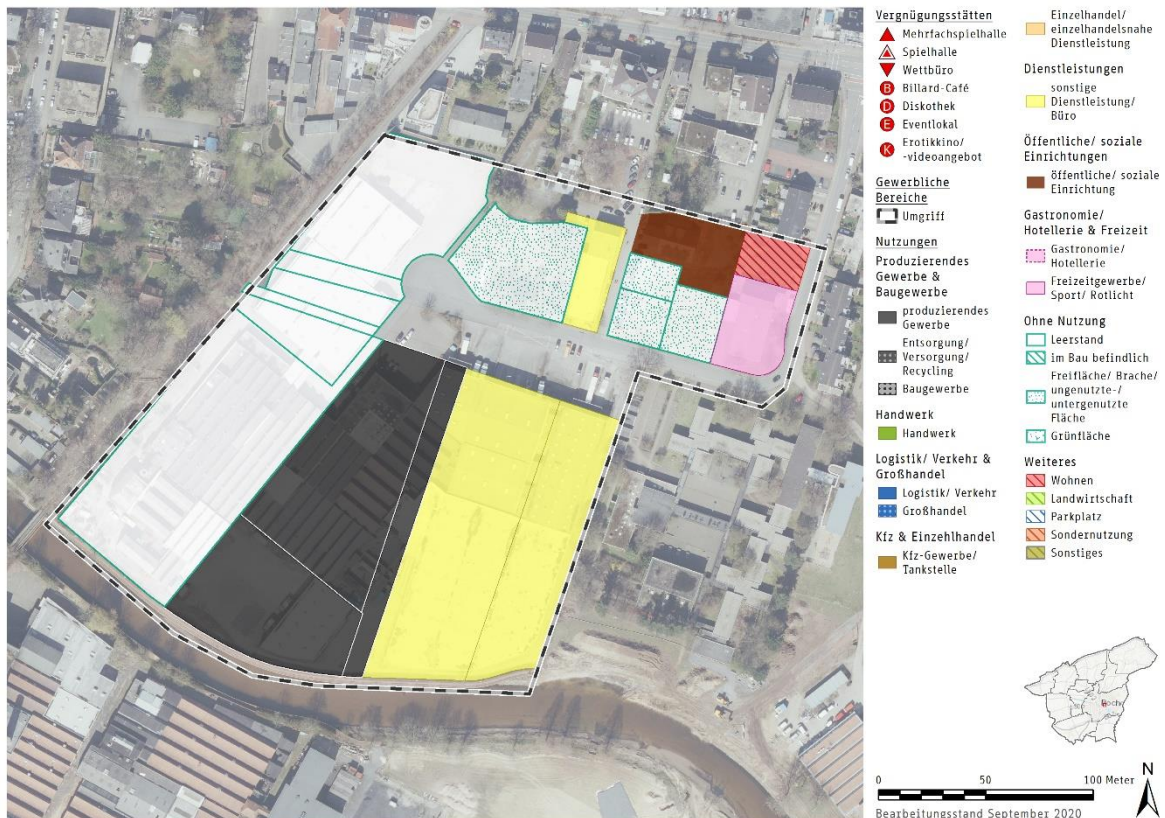 Vergnügungsstätten
Mehrfachspielhalle
Spielhalle
Wettbüro
B Billard-Café
D Diskothek
E Eventlokal
K Erotikkino/
-videoangebot
Gewerbliche
Bereiche
Umgriff
Nutzungen
Produzierendes
Gewerbe &
Baugewerbe
produzierendes
Gewerbe
Entsorgung/
Versorgung/
Recycling
Baugewerbe
Handwerk
Handwerk
Logistik/ Verkehr &
Großhandel
Logistik/ Verkehr
Großhandel
Kfz & Einzehlhandel
Kfz-Gewerbe/
Tankstelle
Einzelhandel/
einzelhandelsnahe
Dienstleistung
Dienstleistungen
sonstige
Dienstleistung/
Büro
Öffentliche/ soziale
Einrichtungen
öffentliche/ soziale
Einrichtung
Gastronomie/
Hotellerie & Freizeit
Gastronomie/
Hotellerie
Freizeitgewerbe/
Sport/ Rotlicht
Ohne Nutzung
Leerstand
im Bau befindlich
Freifläche/ Brache/
ungenutzte-/
untergenutzte
Fläche
Grünfläche
Weiteres
Wohnen
Landwirtschaft
Parkplatz
Sondernutzung
Sonstiges
0 50 100 Meter
N
Bearbeitungsstand September 2020